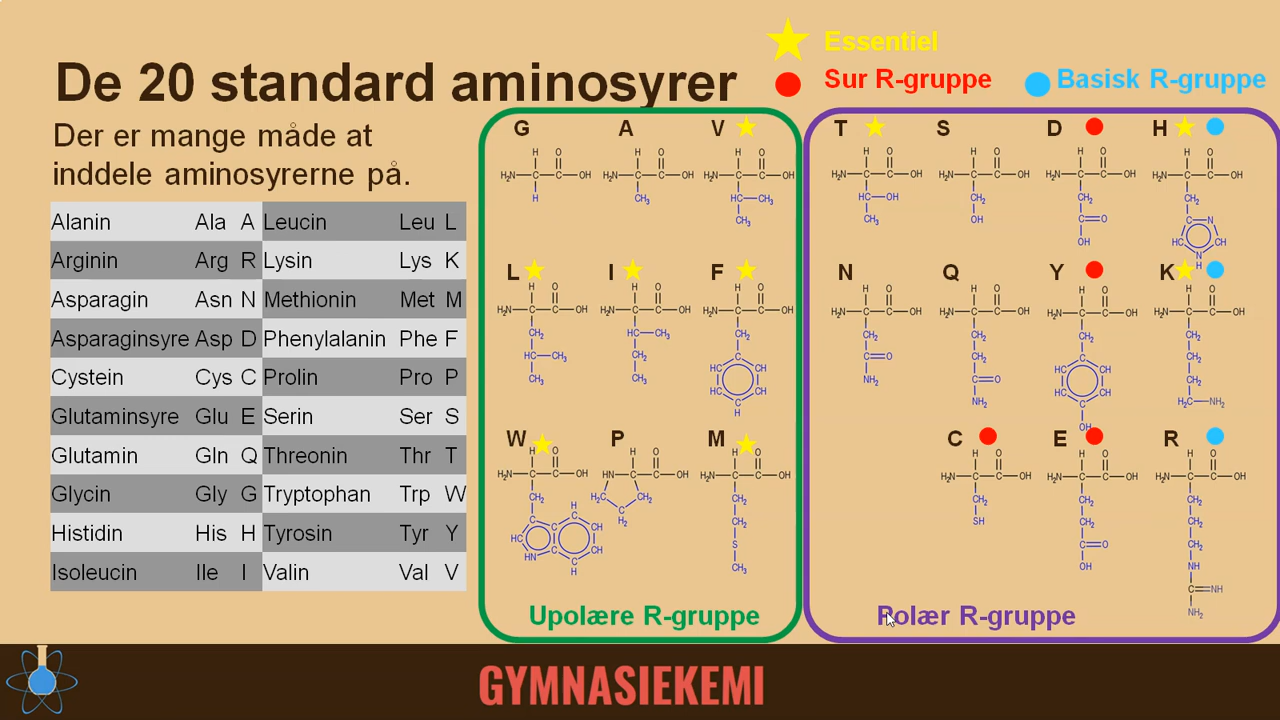 Essentiel
Sur R-gruppe
Basisk R-gruppe
De 20 standard aminosyrer
Der er mange måde at
inddele aminosyrerne på.
Alanin Ala A Leucin Leu L
Arginin Arg R Lysin Lys K
Asparagin Asn N Methionin Met M
Asparaginsyre Asp D Phenylalanin Phe F
Cystein Cys C Prolin Pro P
Glutaminsyre Glu E Serin Ser S
Glutamin Gln Q Threonin Thr T
Glycin Gly G Tryptophan Trp W
Histidin His H Tyrosin Tyr Y
Isoleucin Ile I Valin Val V
G A V
L I F
W P M
Upolære R-gruppe
T S D H
N Q Y K
C E R
Polær R-gruppe
GYMNASIEKEMI